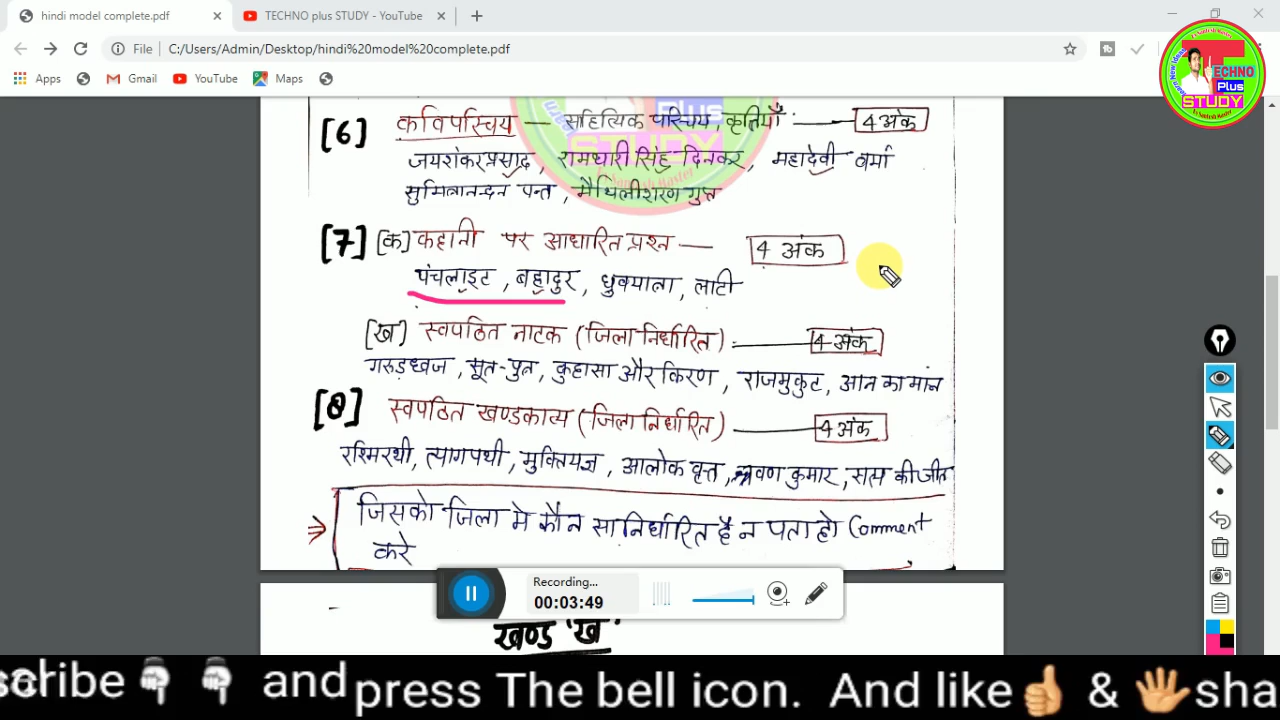 hindi model complete.pdf
TECHNO plus STUDY - YouTube
File C:/Users/Admin/Desktop/hindi%20model%20complete.pdf
Apps Gmail YouTube Maps
TECHNO
Plus
STUDY
[6] कविपरिचय — साहित्यिक परिचय, कृतियाँ 4 अंक
जयशंकर प्रसाद, रामधारी सिंह दिनकर, महादेवी वर्मा
सुमित्रानन्दन पन्त, मैथिलीशरण गुप्त
[7] [क] कहानी पर आधारित प्रश्न — 4 अंक
पंचलाइट, बहादुर, ध्रुवयात्रा, लाटी
[ख] स्वपठित नाटक (जिला निर्धारित) 4 अंक
गरुड़ध्वज, सूत-पुत्र, कुहासा और किरण, राजमुकुट, आन का मान
[8] स्वपठित खण्डकाव्य (जिला निर्धारित) 4 अंक
रश्मिरथी, त्यागपथी, मुक्तियज्ञ, आलोक वृत्त, श्रवण कुमार, सत्य की जीत
⇒ जिसको जिला मे कौन सा निर्धारित है न पता हो Comment
करे
Recording...
00:03:49
खण्ड 'ख'
scribe👇👇 and press The bell icon. And like👍 & 👋sha